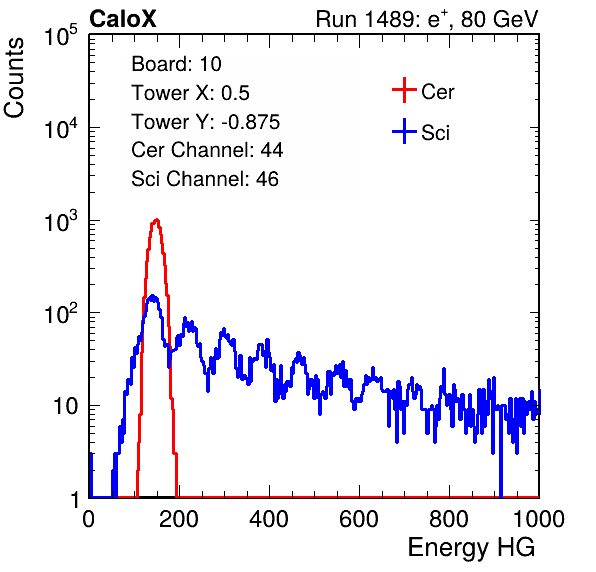 CaloX Run 1489: e⁺, 80 GeV
Counts
Board: 10
Tower X: 0.5
Tower Y: -0.875
Cer Channel: 44
Sci Channel: 46
Cer
Sci
10⁵
10⁴
10³
10²
10
1
0 200 400 600 800 1000
Energy HG